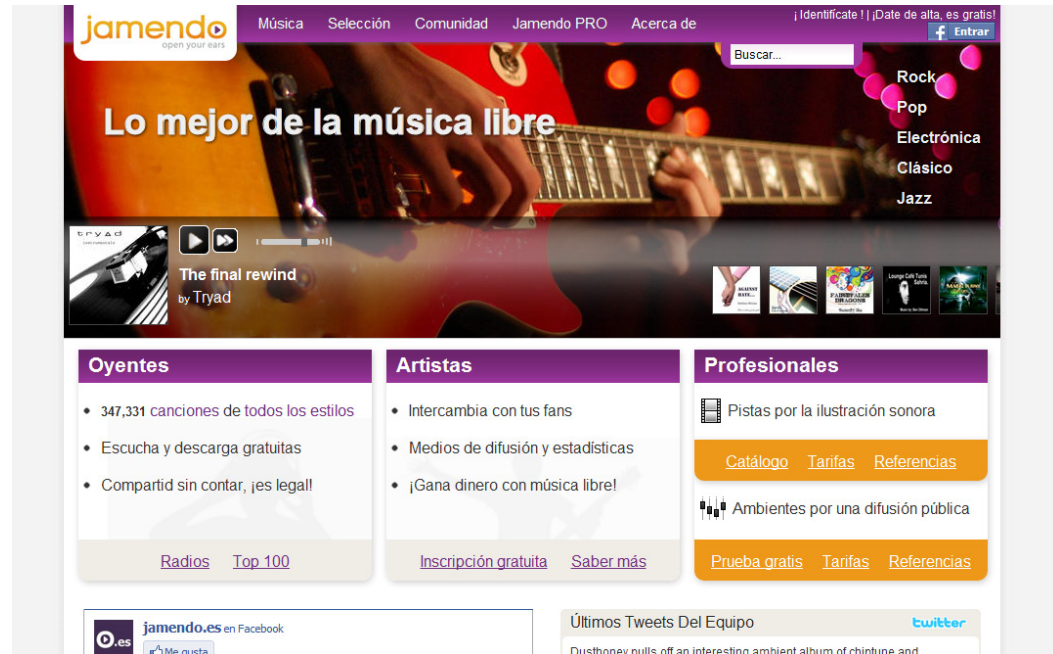 jamendo
open your ears
Música Selección Comunidad Jamendo PRO Acerca de
¡ Identifícate ! | ¡Date de alta, es gratis!
Entrar
Buscar...
Lo mejor de la música libre
Rock
Pop
Electrónica
Clásico
Jazz
tryad
The final rewind
by Tryad
Lounge Café Tunis
Oyentes
347,331 canciones de todos los estilos
Escucha y descarga gratuitas
Compartid sin contar, ¡es legal!
Radios Top 100
Artistas
Intercambia con tus fans
Medios de difusión y estadísticas
¡Gana dinero con música libre!
Inscripción gratuita Saber más
Profesionales
Pistas por la ilustración sonora
Catálogo Tarifas Referencias
Ambientes por una difusión pública
Prueba gratis Tarifas Referencias
.es
jamendo.es en Facebook
Me gusta
Últimos Tweets Del Equipo
twitter
Dusthoney pulls off an interesting ambient album of chiptune and